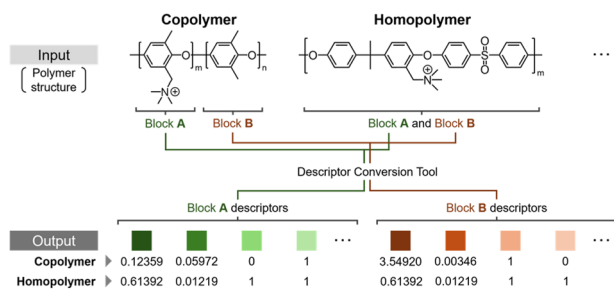 Copolymer
Homopolymer
Input
Polymer
structure
O
m
O
n
N
+
O
O
O
S
O
N
+
m
...
Block A
Block B
Block A and Block B
Descriptor Conversion Tool
Block A descriptors
Block B descriptors
Output
...
...
Copolymer
0.12359 0.05972 0 1
3.54920 0.00346 1 0
Homopolymer
0.61392 0.01219 1 1
0.61392 0.01219 1 1